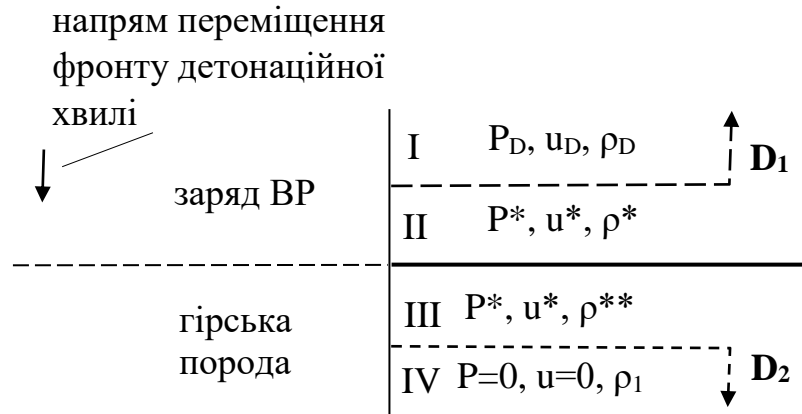 напрям переміщення
фронту детонаційної
хвилі
заряд ВР
I P_D, u_D, ρ_D
D₁
II P*, u*, ρ*
гірська
порода
III P*, u*, ρ**
IV P=0, u=0, ρ₁
D₂